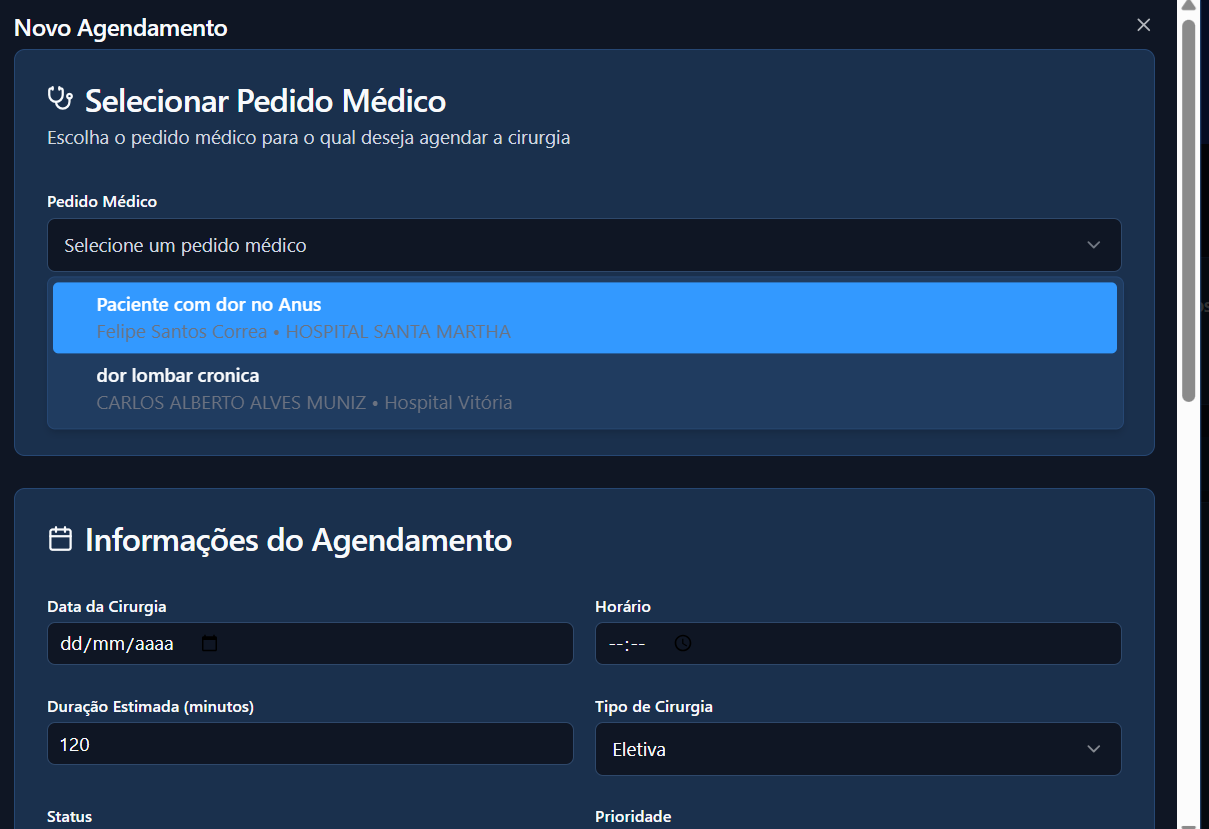 Novo Agendamento
Selecionar Pedido Médico
Escolha o pedido médico para o qual deseja agendar a cirurgia
Pedido Médico
Selecione um pedido médico
Paciente com dor no Anus
Felipe Santos Correa • HOSPITAL SANTA MARTHA
dor lombar cronica
CARLOS ALBERTO ALVES MUNIZ • Hospital Vitória
Informações do Agendamento
Data da Cirurgia
Horário
dd/mm/aaaa
--:--
Duração Estimada (minutos)
Tipo de Cirurgia
120
Eletiva
Status
Prioridade